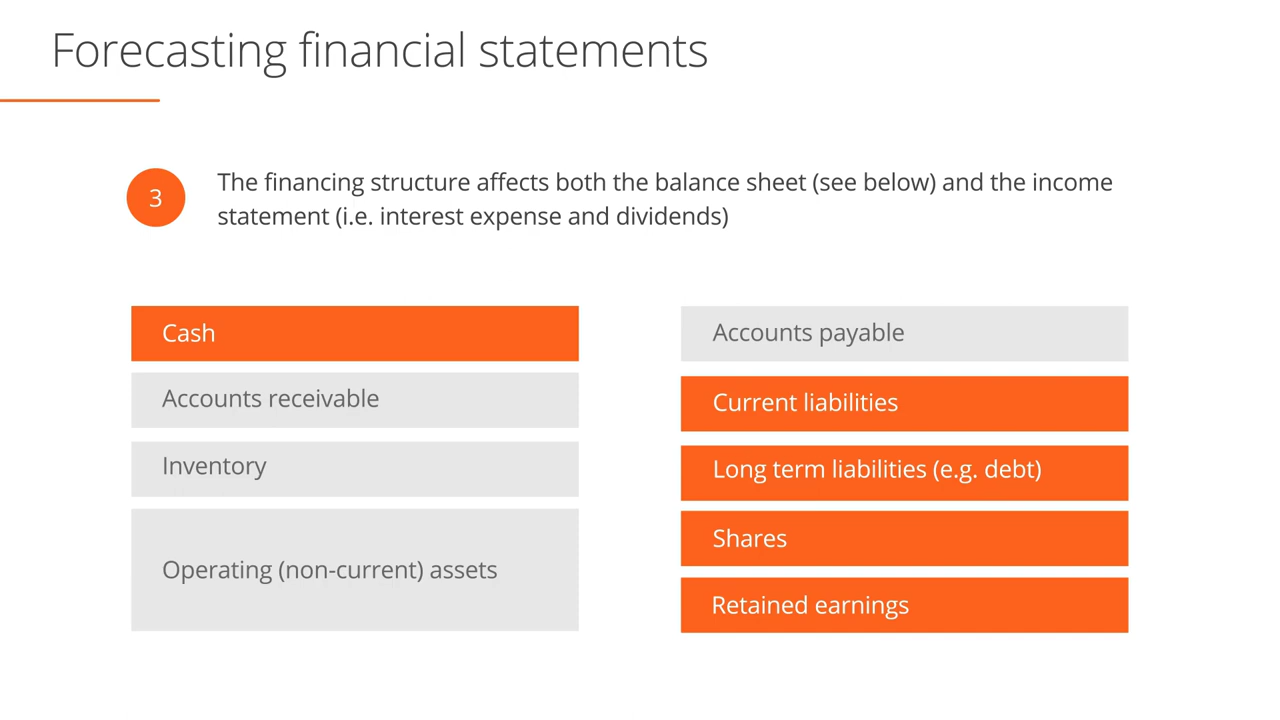 Forecasting financial statements
3
The financing structure affects both the balance sheet (see below) and the income
statement (i.e. interest expense and dividends)
Cash
Accounts receivable
Inventory
Operating (non-current) assets
Accounts payable
Current liabilities
Long term liabilities (e.g. debt)
Shares
Retained earnings